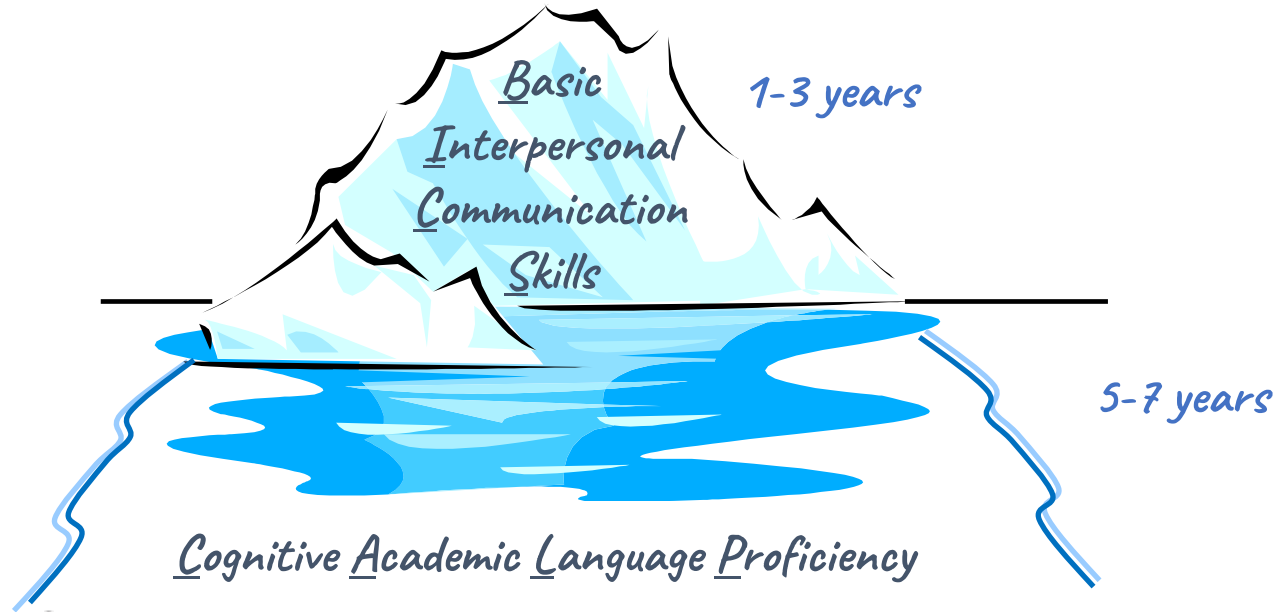 Basic
1-3 years
Interpersonal
Communication
Skills
5-7 years
Cognitive Academic Language Proficiency